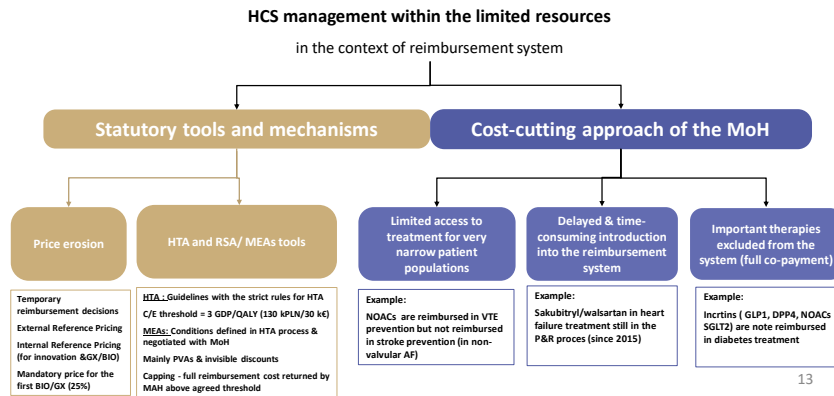 HCS management within the limited resources
in the context of reimbursement system
Statutory tools and mechanisms
Cost-cutting approach of the MoH
Price erosion
HTA and RSA/ MEAs tools
Limited access to
treatment for very
narrow patient
populations
Delayed & time-
consuming introduction
into the reimbursement
system
Important therapies
excluded from the
system (full co-payment)
Temporary
reimbursement decisions
External Reference Pricing
Internal Reference Pricing
(for innovation &GX/BIO)
Mandatory price for the
first BIO/GX (25%)
HTA : Guidelines with the strict rules for HTA
C/E threshold = 3 GDP/QALY (130 kPLN/30 k€)
MEAs: Conditions defined in HTA process &
negotiated with MoH
Mainly PVAs & invisible discounts
Capping - full reimbursement cost returned by
MAH above agreed threshold
Example:
NOACs are reimbursed in VTE
prevention but not reimbursed
in stroke prevention (in non-
valvular AF)
Example:
Sakubitryl/walsartan in heart
failure treatment still in the
P&R proces (since 2015)
Example:
Incrtins ( GLP1, DPP4, NOACs
SGLT2) are note reimbursed
in diabetes treatment
13